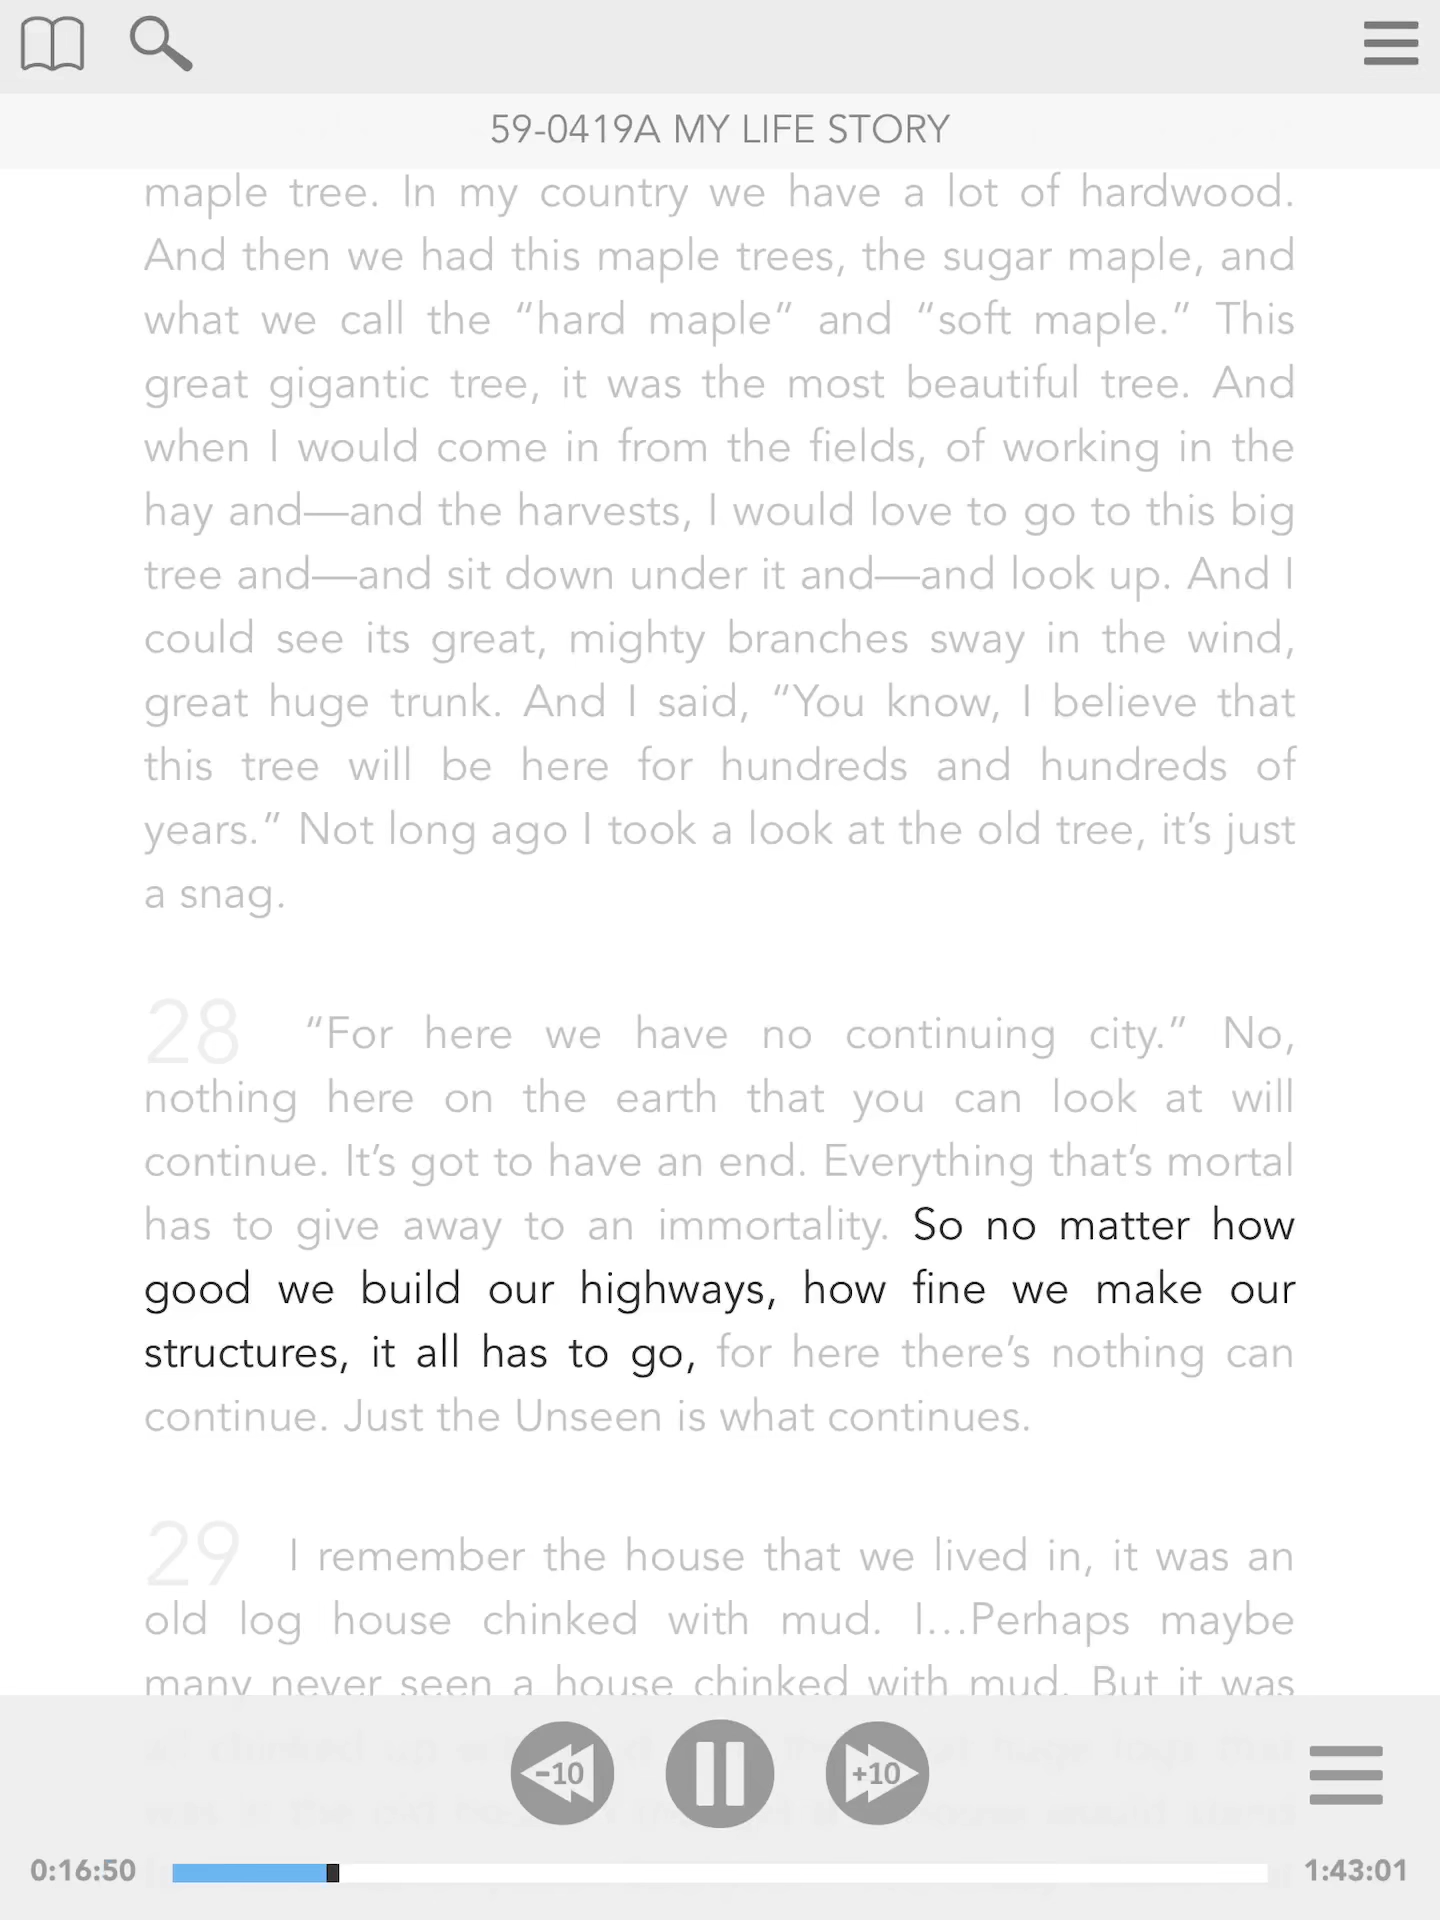 59-0419A MY LIFE STORY
maple tree. In my country we have a lot of hardwood.
And then we had this maple trees, the sugar maple, and
what we call the “hard maple” and “soft maple.” This
great gigantic tree, it was the most beautiful tree. And
when I would come in from the fields, of working in the
hay and—and the harvests, I would love to go to this big
tree and—and sit down under it and—and look up. And I
could see its great, mighty branches sway in the wind,
great huge trunk. And I said, “You know, I believe that
this tree will be here for hundreds and hundreds of
years.” Not long ago I took a look at the old tree, it’s just
a snag.
28 “For here we have no continuing city.” No,
nothing here on the earth that you can look at will
continue. It’s got to have an end. Everything that’s mortal
has to give away to an immortality. So no matter how
good we build our highways, how fine we make our
structures, it all has to go, for here there’s nothing can
continue. Just the Unseen is what continues.
29 I remember the house that we lived in, it was an
old log house chinked with mud. I…Perhaps maybe
many never seen a house chinked with mud. But it was
-10 +10
0:16:50 1:43:01